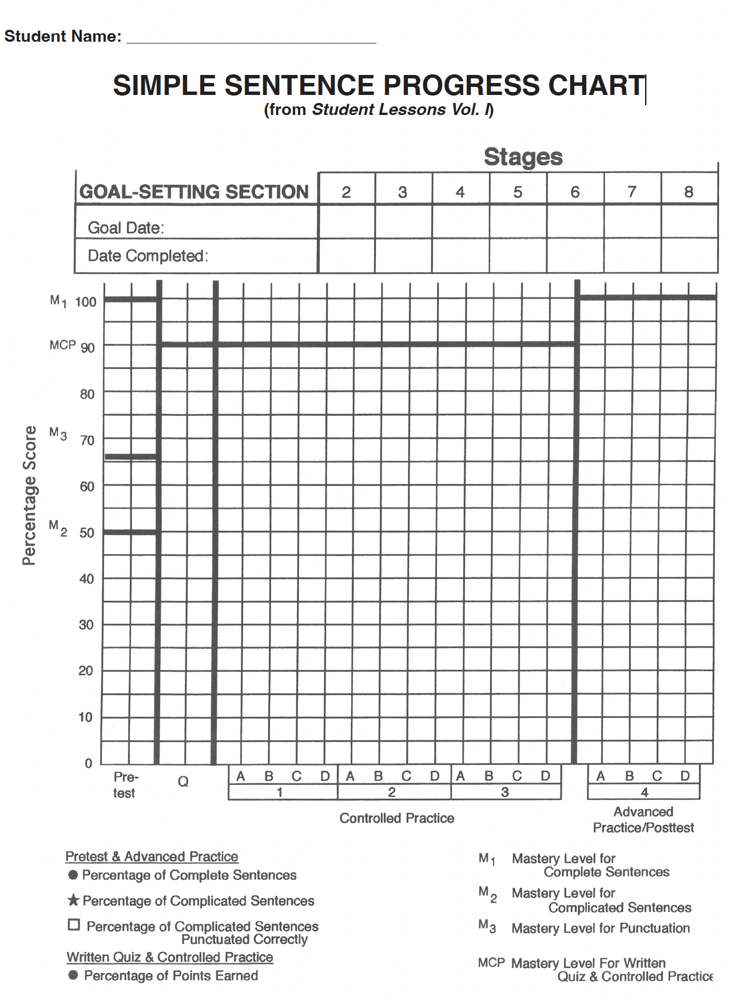 Student Name: ___________________________
SIMPLE SENTENCE PROGRESS CHART
(from Student Lessons Vol. I)
Stages
GOAL-SETTING SECTION 2 3 4 5 6 7 8
Goal Date:
Date Completed:
M1 100
MCP 90
80
M3 70
60
M2 50
40
30
20
10
0
Percentage Score
Pre-
test
Q
A B C D A B C D A B C D A B C D
1 2 3 4
Controlled Practice
Advanced
Practice/Posttest
Pretest & Advanced Practice
● Percentage of Complete Sentences
★ Percentage of Complicated Sentences
□ Percentage of Complicated Sentences
Punctuated Correctly
Written Quiz & Controlled Practice
● Percentage of Points Earned
M1 Mastery Level for
Complete Sentences
M2 Mastery Level for
Complicated Sentences
M3 Mastery Level for Punctuation
MCP Mastery Level For Written
Quiz & Controlled Practice